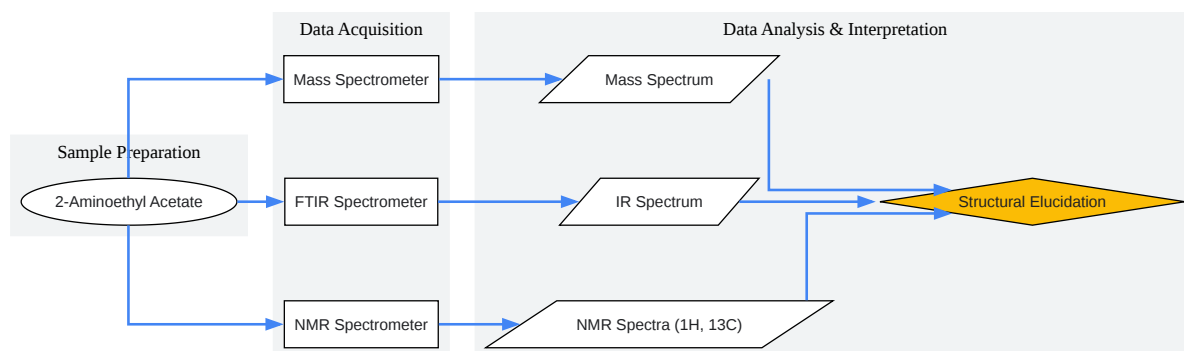 Data Acquisition
Data Analysis & Interpretation
Mass Spectrometer
Mass Spectrum
Sample Preparation
2-Aminoethyl Acetate
FTIR Spectrometer
IR Spectrum
Structural Elucidation
NMR Spectrometer
NMR Spectra (1H, 13C)